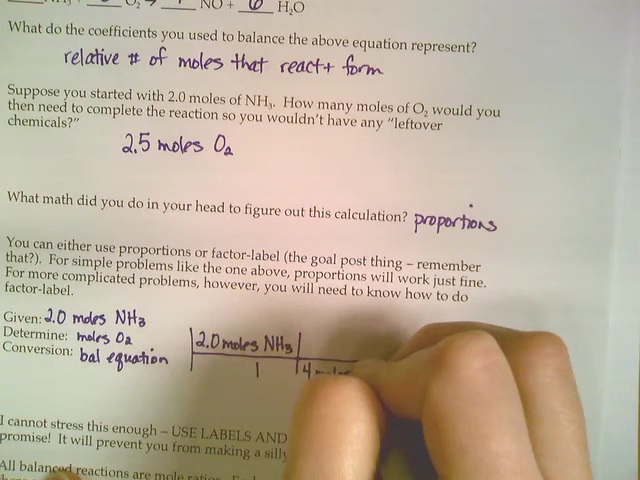 NH₃ + ___ O₂ → ___ NO + 6 H₂O
What do the coefficients you used to balance the above equation represent?
relative # of moles that react + form
Suppose you started with 2.0 moles of NH₃. How many moles of O₂ would you
then need to complete the reaction so you wouldn't have any "leftover
chemicals?"
2.5 moles O₂
What math did you do in your head to figure out this calculation? proportions
You can either use proportions or factor-label (the goal post thing – remember
that?). For simple problems like the one above, proportions will work just fine.
For more complicated problems, however, you will need to know how to do
factor-label.
Given: 2.0 moles NH₃
Determine: moles O₂
Conversion: bal equation
2.0 moles NH₃
1 4 moles
I cannot stress this enough – USE LABELS AND
promise! It will prevent you from making a silly
All balanced reactions are mole ratios.